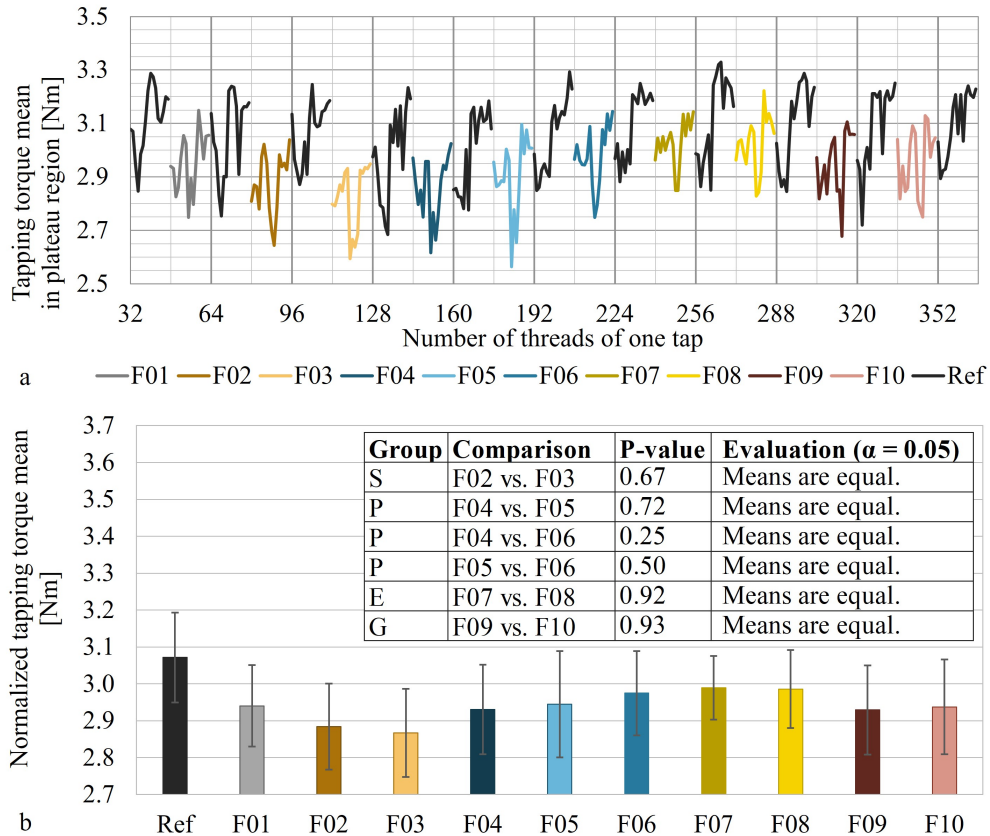 3.5
3.3
3.1
2.9
2.7
2.5
Tapping torque mean
in plateau region [Nm]
32 64 96 128 160 192 224 256 288 320 352
Number of threads of one tap
a
F01 F02 F03 F04 F05 F06 F07 F08 F09 F10 Ref
3.7
3.6
3.5
3.4
3.3
3.2
3.1
3.0
2.9
2.8
2.7
Normalized tapping torque mean
[Nm]
Group Comparison P-value Evaluation (α = 0.05)
S F02 vs. F03 0.67 Means are equal.
P F04 vs. F05 0.72 Means are equal.
P F04 vs. F06 0.25 Means are equal.
P F05 vs. F06 0.50 Means are equal.
E F07 vs. F08 0.92 Means are equal.
G F09 vs. F10 0.93 Means are equal.
b
Ref F01 F02 F03 F04 F05 F06 F07 F08 F09 F10